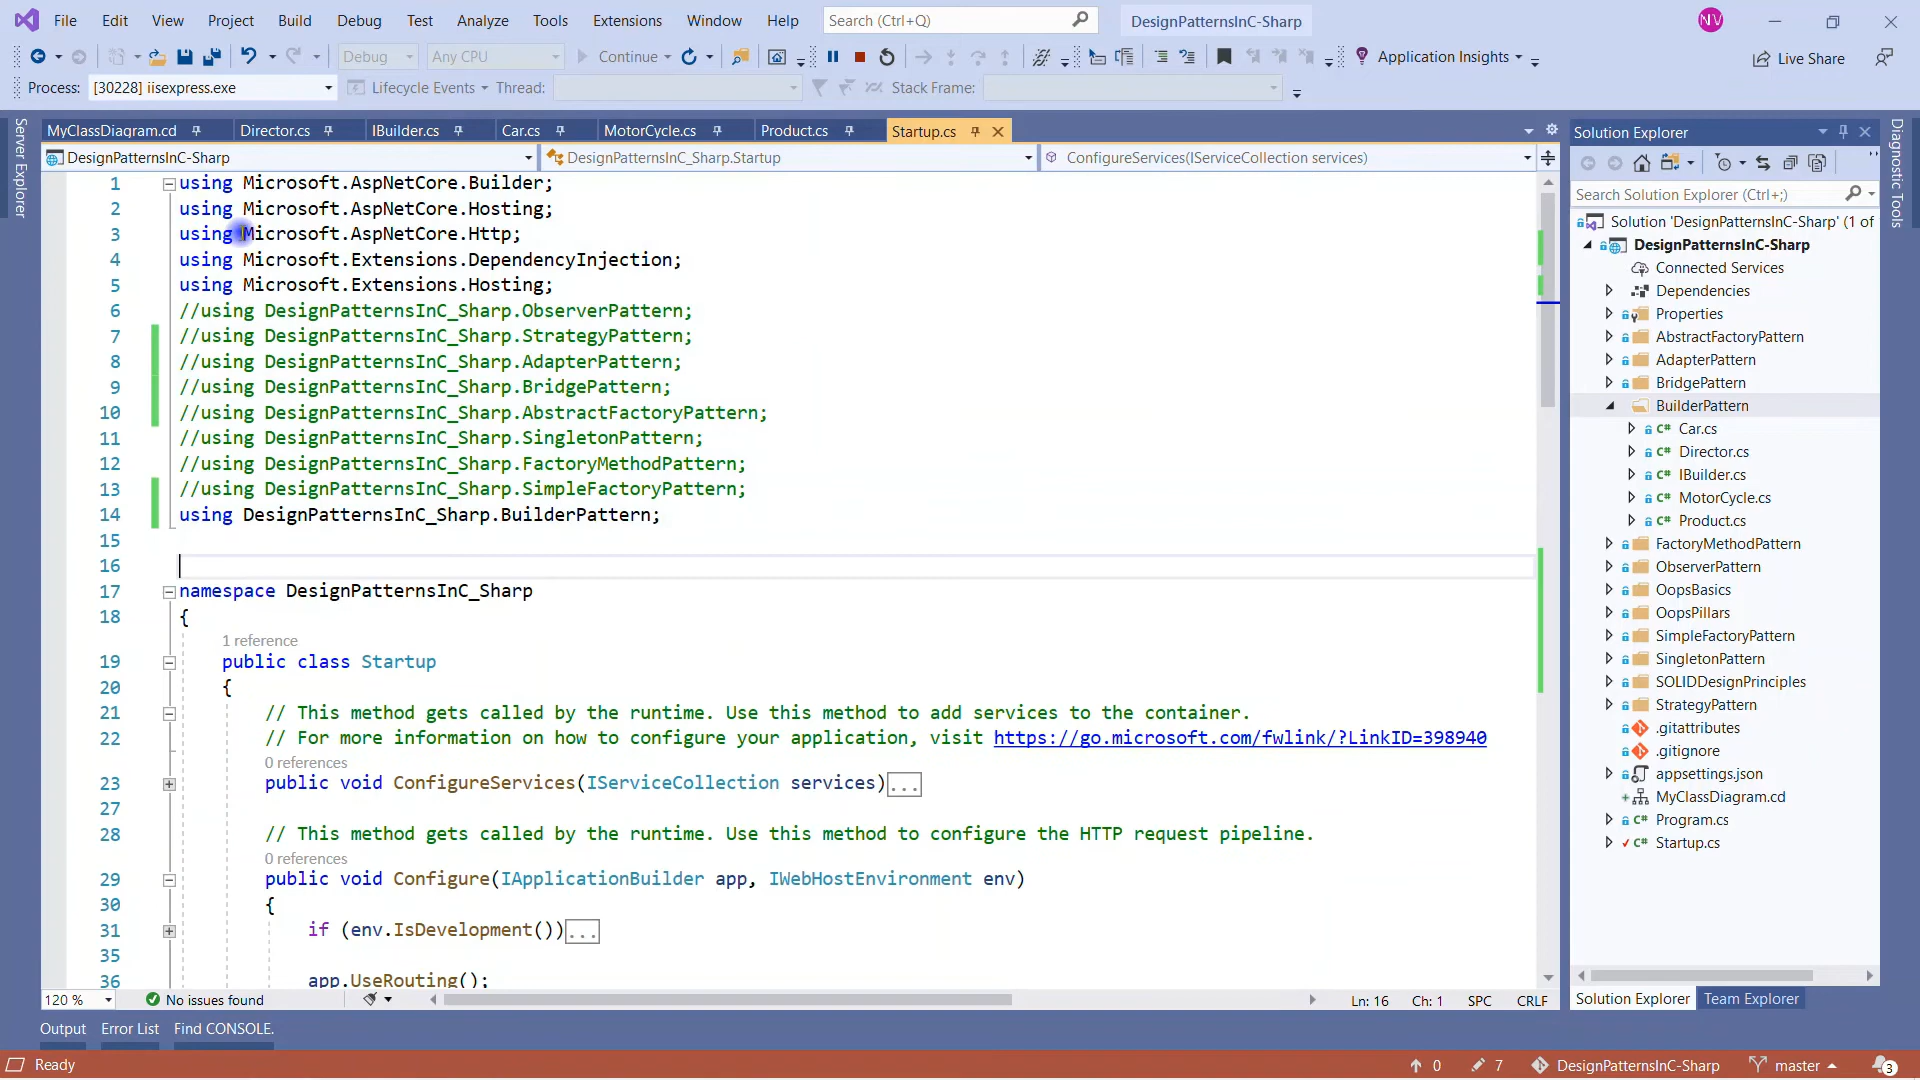 File Edit View Project Build Debug Test Analyze Tools Extensions Window Help Search (Ctrl+Q) DesignPatternsInC-Sharp NV
Debug Any CPU Continue Application Insights Live Share
Process: [30228] iisexpress.exe Lifecycle Events Thread: Stack Frame:
MyClassDiagram.cd Director.cs IBuilder.cs Car.cs MotorCycle.cs Product.cs Startup.cs
DesignPatternsInC-Sharp DesignPatternsInC_Sharp.Startup ConfigureServices(IServiceCollection services)
Server Explorer
1 using Microsoft.AspNetCore.Builder;
2 using Microsoft.AspNetCore.Hosting;
3 using Microsoft.AspNetCore.Http;
4 using Microsoft.Extensions.DependencyInjection;
5 using Microsoft.Extensions.Hosting;
6 //using DesignPatternsInC_Sharp.ObserverPattern;
7 //using DesignPatternsInC_Sharp.StrategyPattern;
8 //using DesignPatternsInC_Sharp.AdapterPattern;
9 //using DesignPatternsInC_Sharp.BridgePattern;
10 //using DesignPatternsInC_Sharp.AbstractFactoryPattern;
11 //using DesignPatternsInC_Sharp.SingletonPattern;
12 //using DesignPatternsInC_Sharp.FactoryMethodPattern;
13 //using DesignPatternsInC_Sharp.SimpleFactoryPattern;
14 using DesignPatternsInC_Sharp.BuilderPattern;
15
16
17 namespace DesignPatternsInC_Sharp
18 {
1 reference
19 public class Startup
20 {
21 // This method gets called by the runtime. Use this method to add services to the container.
22 // For more information on how to configure your application, visit https://go.microsoft.com/fwlink/?LinkID=398940
0 references
23 public void ConfigureServices(IServiceCollection services)...
27
28 // This method gets called by the runtime. Use this method to configure the HTTP request pipeline.
0 references
29 public void Configure(IApplicationBuilder app, IWebHostEnvironment env)
30 {
31 if (env.IsDevelopment())...
35
36 app.UseRouting();
120 % No issues found Ln: 16 Ch: 1 SPC CRLF
Solution Explorer
Search Solution Explorer (Ctrl+;)
Solution 'DesignPatternsInC-Sharp' (1 of
DesignPatternsInC-Sharp
Connected Services
Dependencies
Properties
AbstractFactoryPattern
AdapterPattern
BridgePattern
BuilderPattern
C# Car.cs
C# Director.cs
C# IBuilder.cs
C# MotorCycle.cs
C# Product.cs
FactoryMethodPattern
ObserverPattern
OopsBasics
OopsPillars
SimpleFactoryPattern
SingletonPattern
SOLIDDesignPrinciples
StrategyPattern
.gitattributes
.gitignore
appsettings.json
MyClassDiagram.cd
C# Program.cs
C# Startup.cs
Solution Explorer Team Explorer
Diagnostic Tools
Output Error List Find CONSOLE.
Ready 0 7 DesignPatternsInC-Sharp master 3